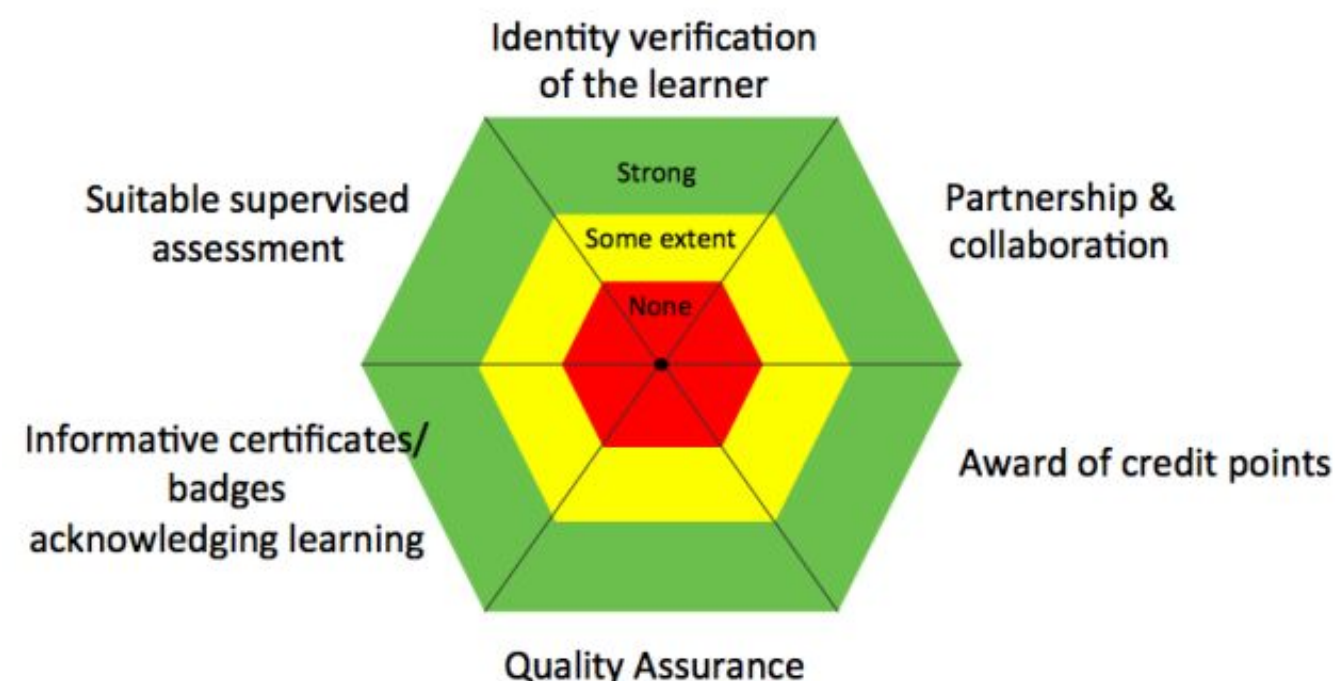 Identity verification
of the learner
Strong
Suitable supervised
assessment
Partnership &
collaboration
Some extent
None
Informative certificates/
badges
acknowledging learning
Award of credit points
Quality Assurance